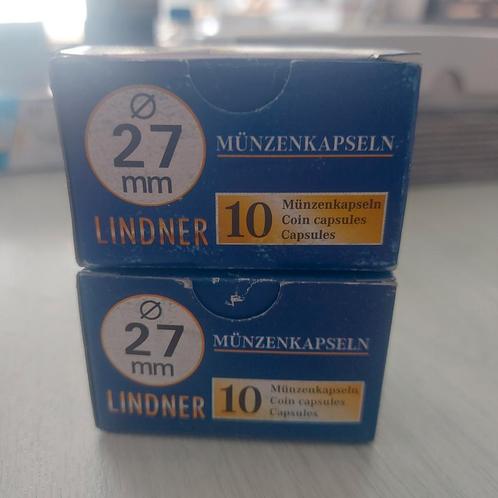 Ø
27
mm
MÜNZENKAPSELN
LINDNER
10
Münzenkapseln
Coin capsules
Capsules
Ø
27
mm
MÜNZENKAPSELN
LINDNER
10
Münzenkapseln
Coin capsules
Capsules